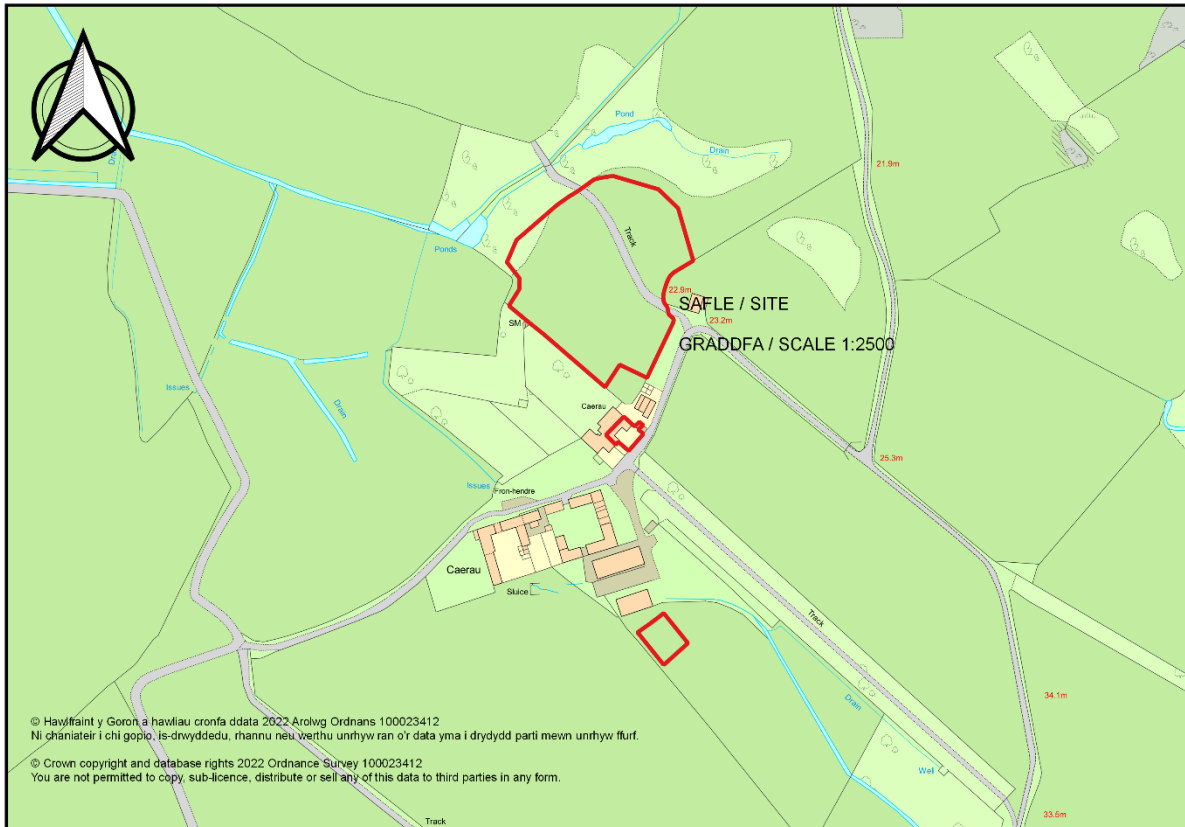 Pond
Drain
21.9m
Track
Ponds
22.9m
SAFLE / SITE
23.2m
SM
GRADDFA / SCALE 1:2500
Issues
Drain
Caerau
25.3m
Issues
Fron-hendre
Caerau
Sluice
Track
34.1m
Drain
© Hawlfraint y Goron a hawliau cronfa ddata 2022 Arolwg Ordnans 100023412
Ni chaniateir i chi gopio, is-drwyddedu, rhannu neu werthu unrhyw ran o'r data yma i drydydd parti mewn unrhyw ffurf.
© Crown copyright and database rights 2022 Ordnance Survey 100023412
You are not permitted to copy, sub-licence, distribute or sell any of this data to third parties in any form.
Well
33.5m
Track